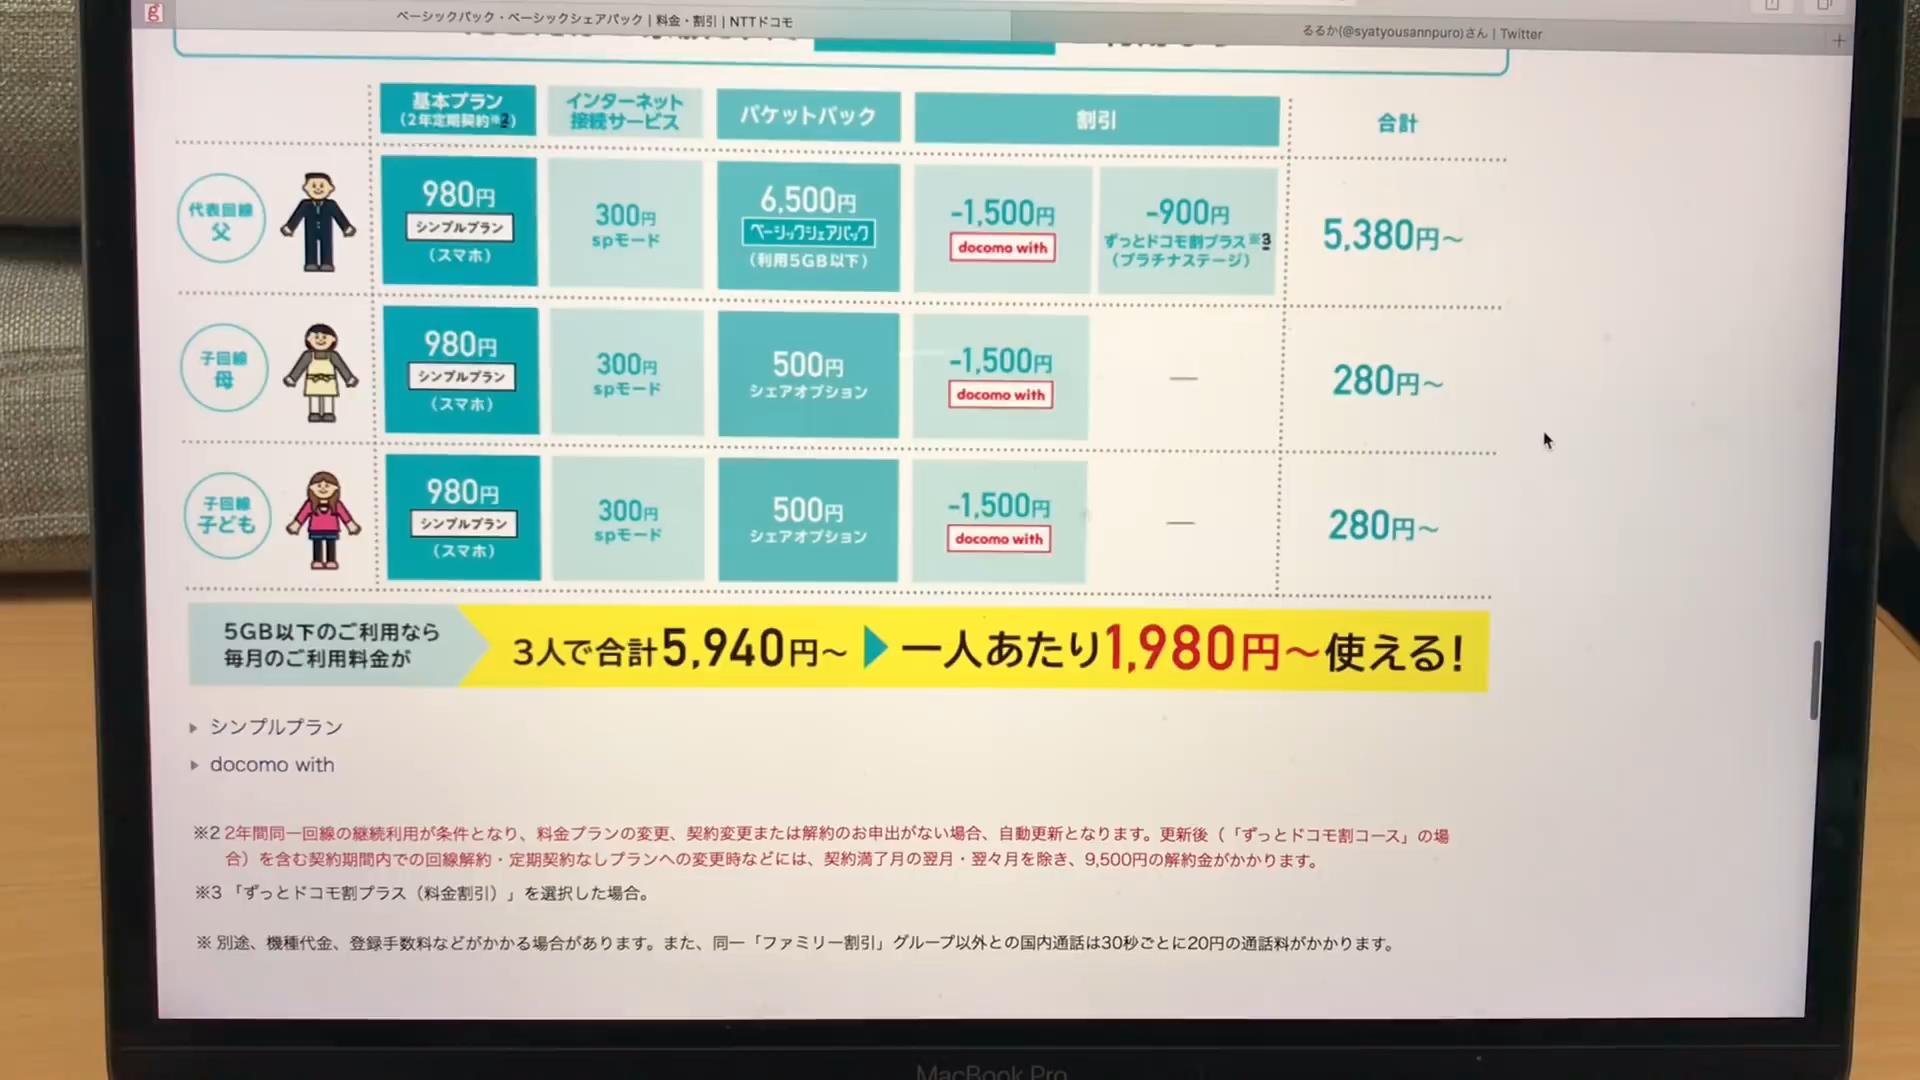 ベーシックパック・ベーシックシェアパック | 料金・割引 | NTTドコモ
るるか(@syatyousannpuro)さん | Twitter
基本プラン
(2年定期契約※2)
インターネット
接続サービス
パケットパック
割引
合計
代表回線
父
980円
シンプルプラン
(スマホ)
300円
spモード
6,500円
ベーシックシェアパック
(利用5GB以下)
-1,500円
docomo with
-900円
ずっとドコモ割プラス※3
(プラチナステージ)
5,380円～
子回線
母
980円
シンプルプラン
(スマホ)
300円
spモード
500円
シェアオプション
-1,500円
docomo with
—
280円～
子回線
子ども
980円
シンプルプラン
(スマホ)
300円
spモード
500円
シェアオプション
-1,500円
docomo with
—
280円～
5GB以下のご利用なら
毎月のご利用料金が
3人で合計5,940円～ 一人あたり1,980円～使える!
シンプルプラン
docomo with
※2 2年間同一回線の継続利用が条件となり、料金プランの変更、契約変更または解約のお申出がない場合、自動更新となります。更新後(「ずっとドコモ割コース」の場
合)を含む契約期間内での回線解約・定期契約なしプランへの変更時などには、契約満了月の翌月・翌々月を除き、9,500円の解約金がかかります。
※3 「ずっとドコモ割プラス(料金割引)」を選択した場合。
※ 別途、機種代金、登録手数料などがかかる場合があります。また、同一「ファミリー割引」グループ以外との国内通話は30秒ごとに20円の通話料がかかります。
MacBook Pro